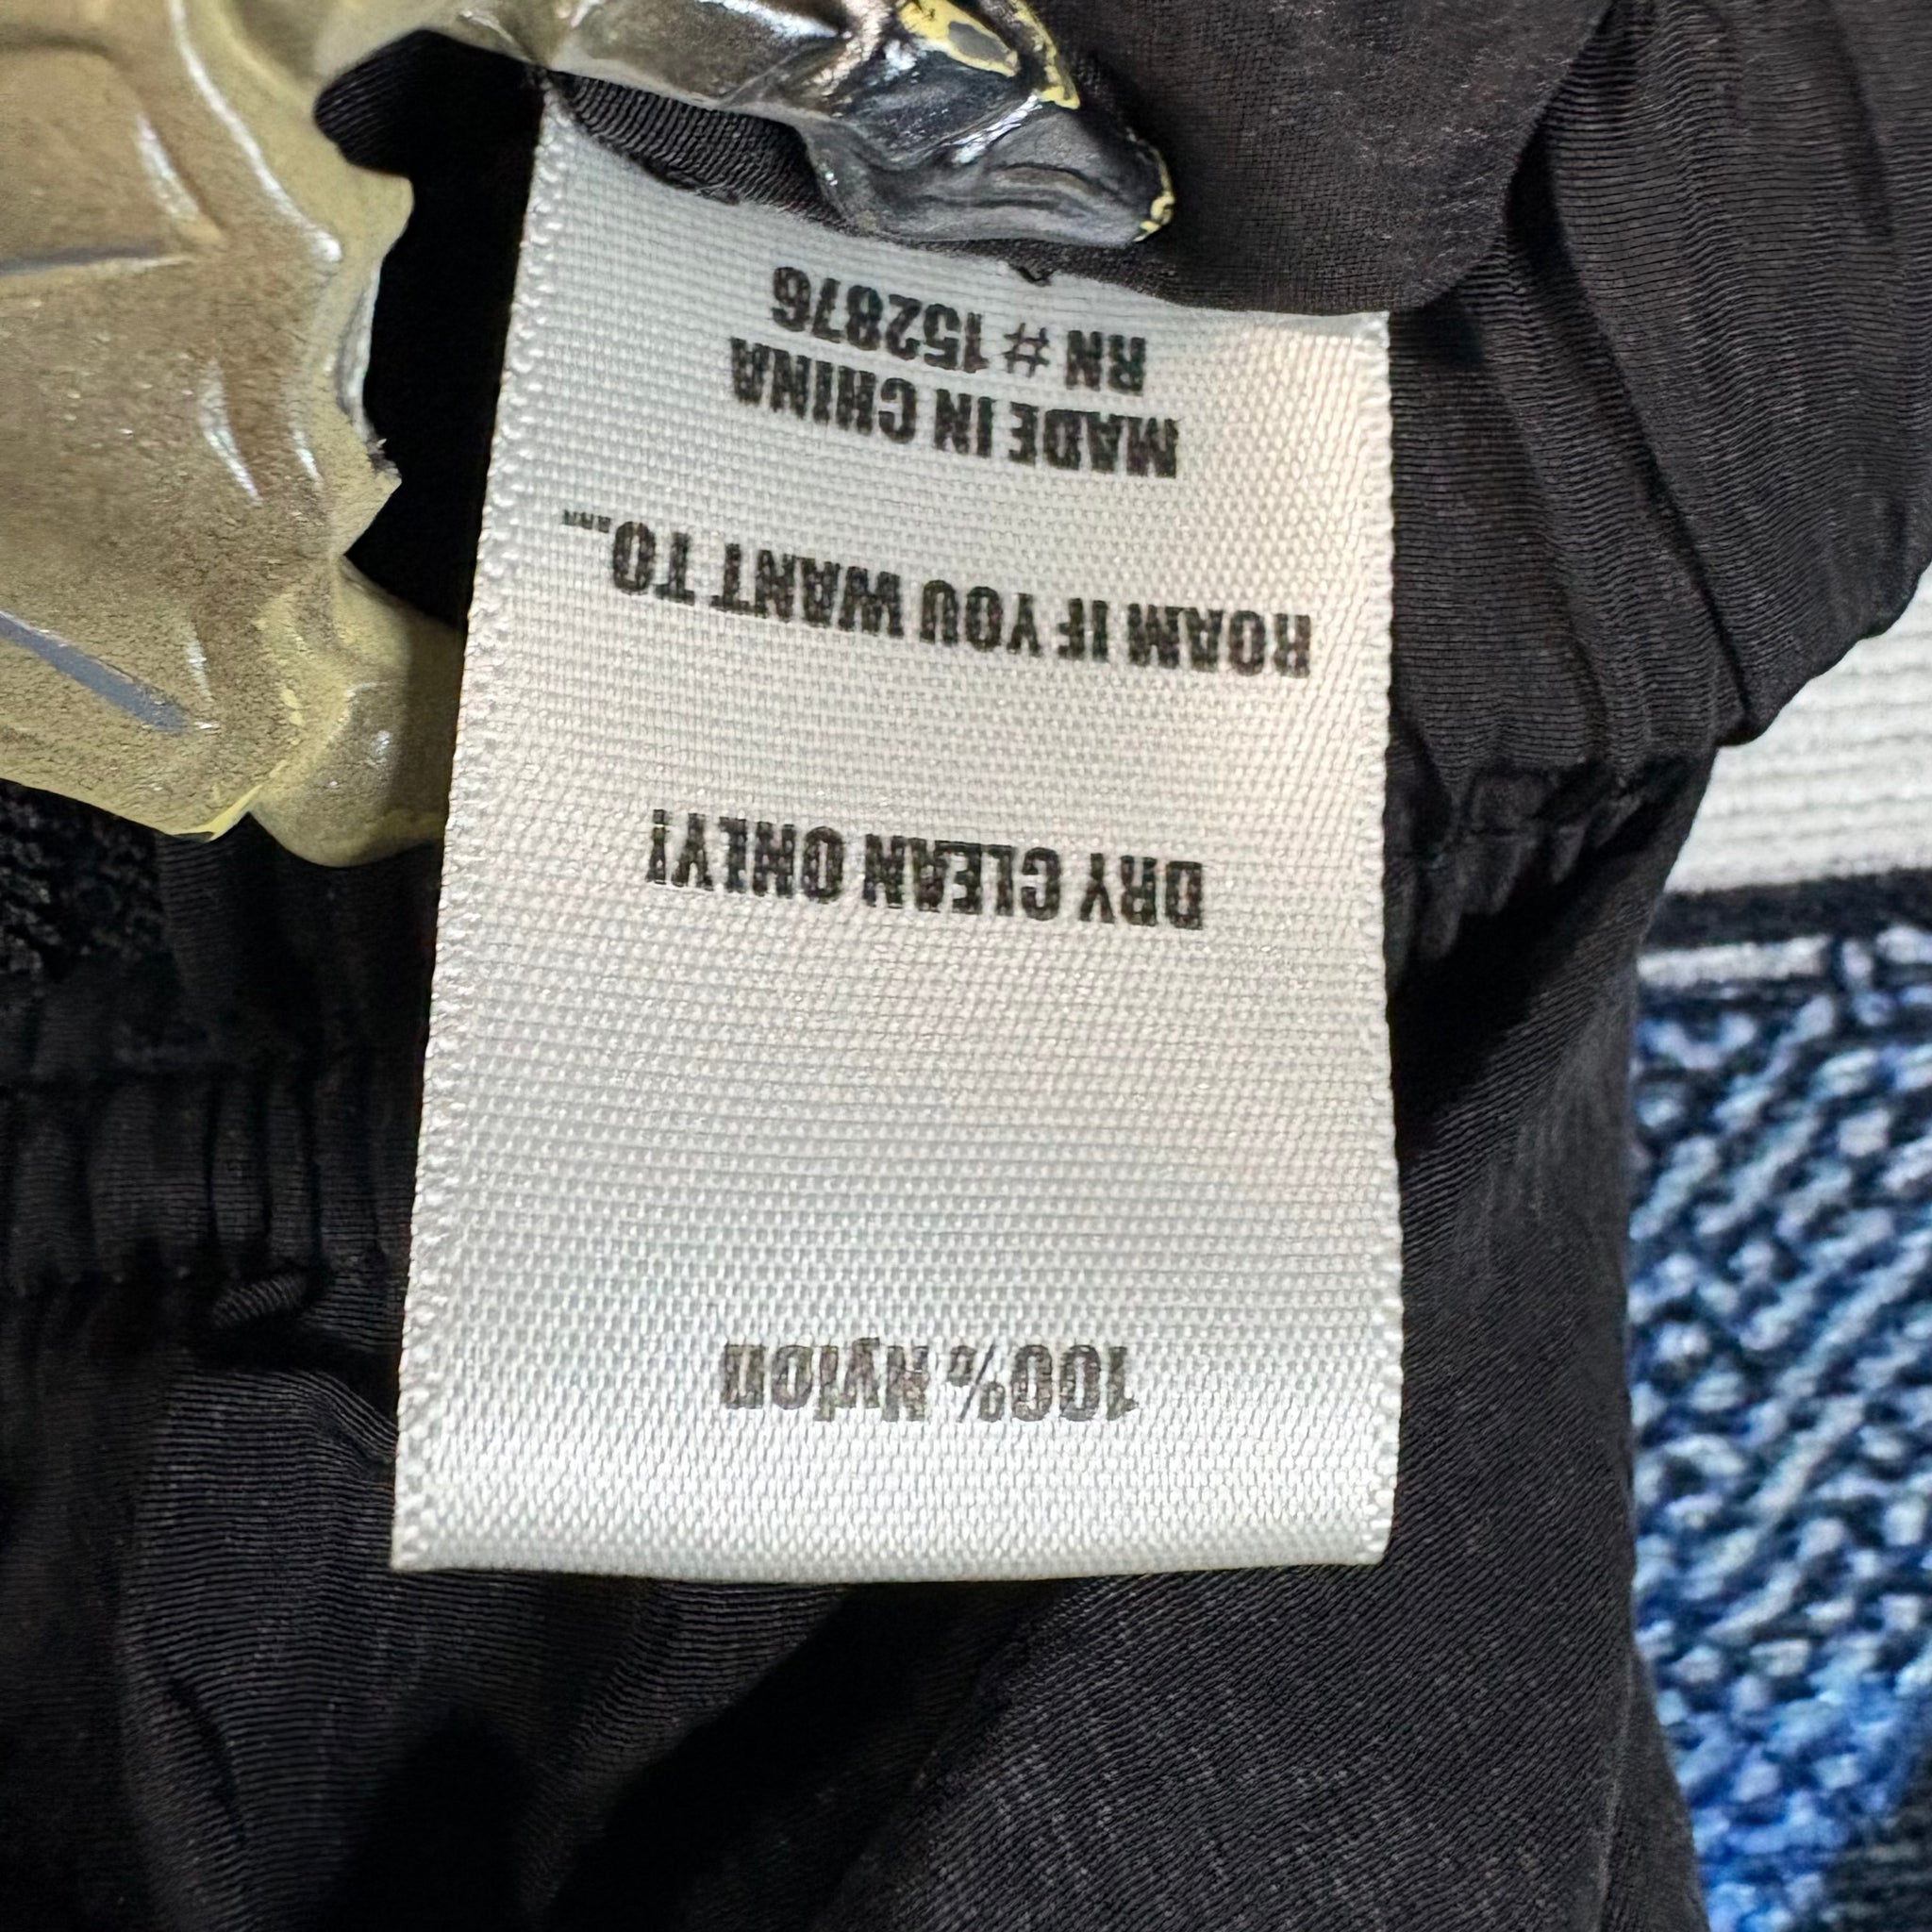 100% Nylon
DRY CLEAN ONLY!
ROAM IF YOU WANT TO...
MADE IN CHINA
RN # 152876